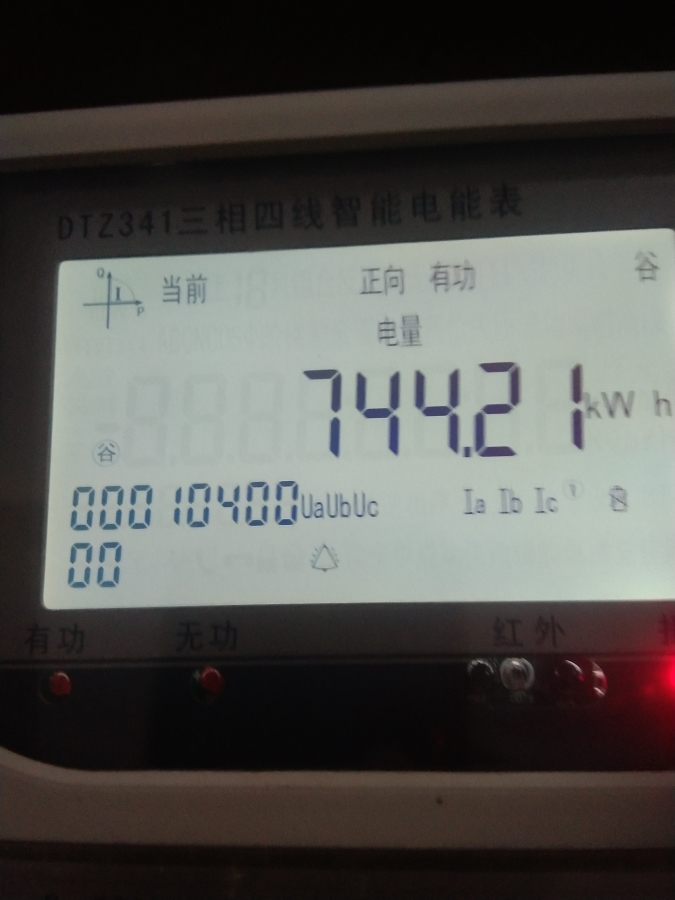 DTZ341三相四线智能电能表
Q
I
P
当前 正向 有功 谷
电量
744.21 kWh
谷
00010400 UaUbUc Ia Ib Ic 1
00
有功 无功 红外